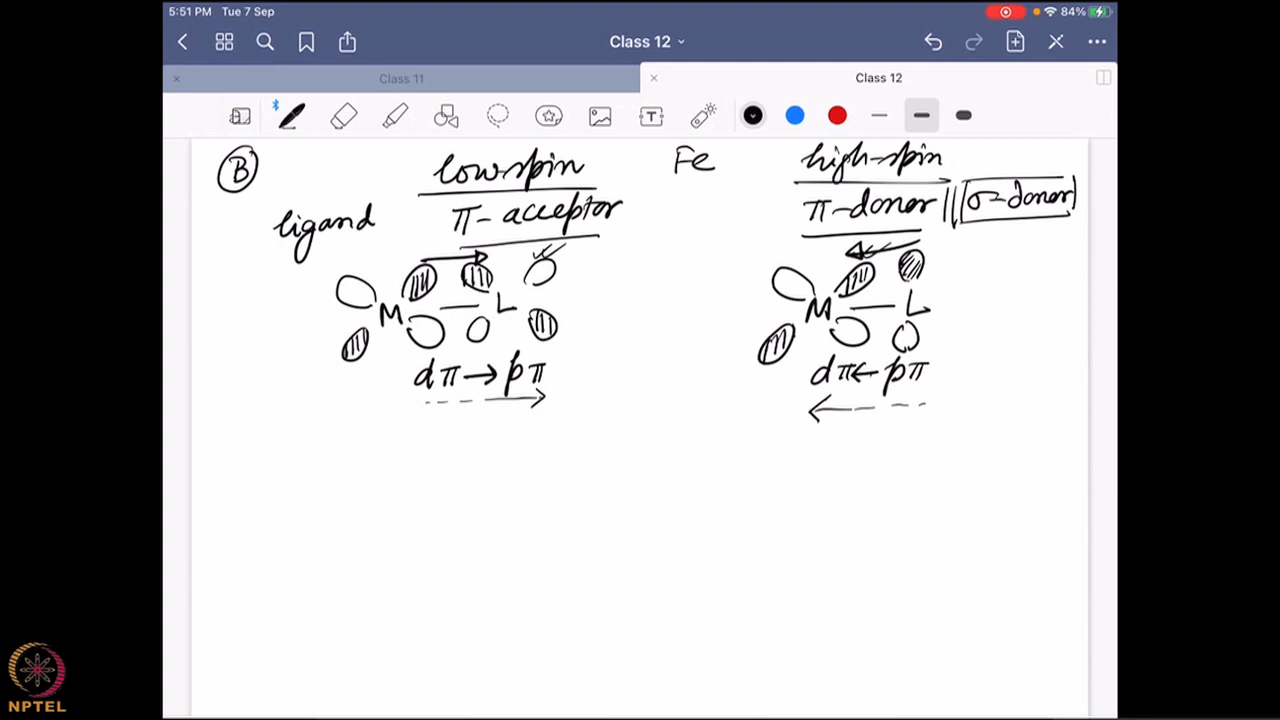 5:51 PM Tue 7 Sep
84%
Class 12
Class 11
Class 12
T
B
low spin
Fe
high-spin
ligand
π-acceptor
π-donor || σ-donor
M — L
M — L
dπ→pπ
dπ←pπ
NPTEL